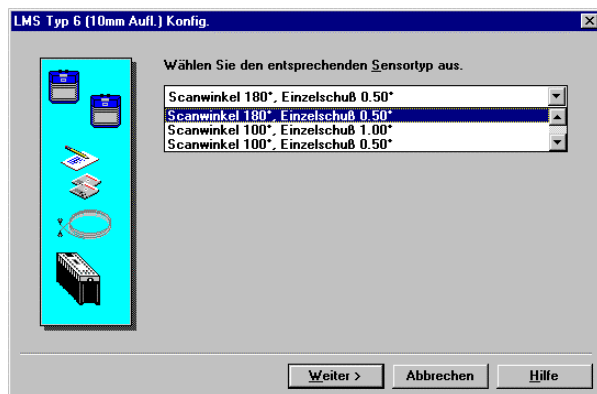 LMS Typ 6 (10mm Aufl.) Konfig.
Wählen Sie den entsprechenden Sensortyp aus.
Scanwinkel 180°, Einzelschuß 0.50°
Scanwinkel 180°, Einzelschuß 0.50°
Scanwinkel 100°, Einzelschuß 1.00°
Scanwinkel 100°, Einzelschuß 0.50°
Weiter >
Abbrechen
Hilfe